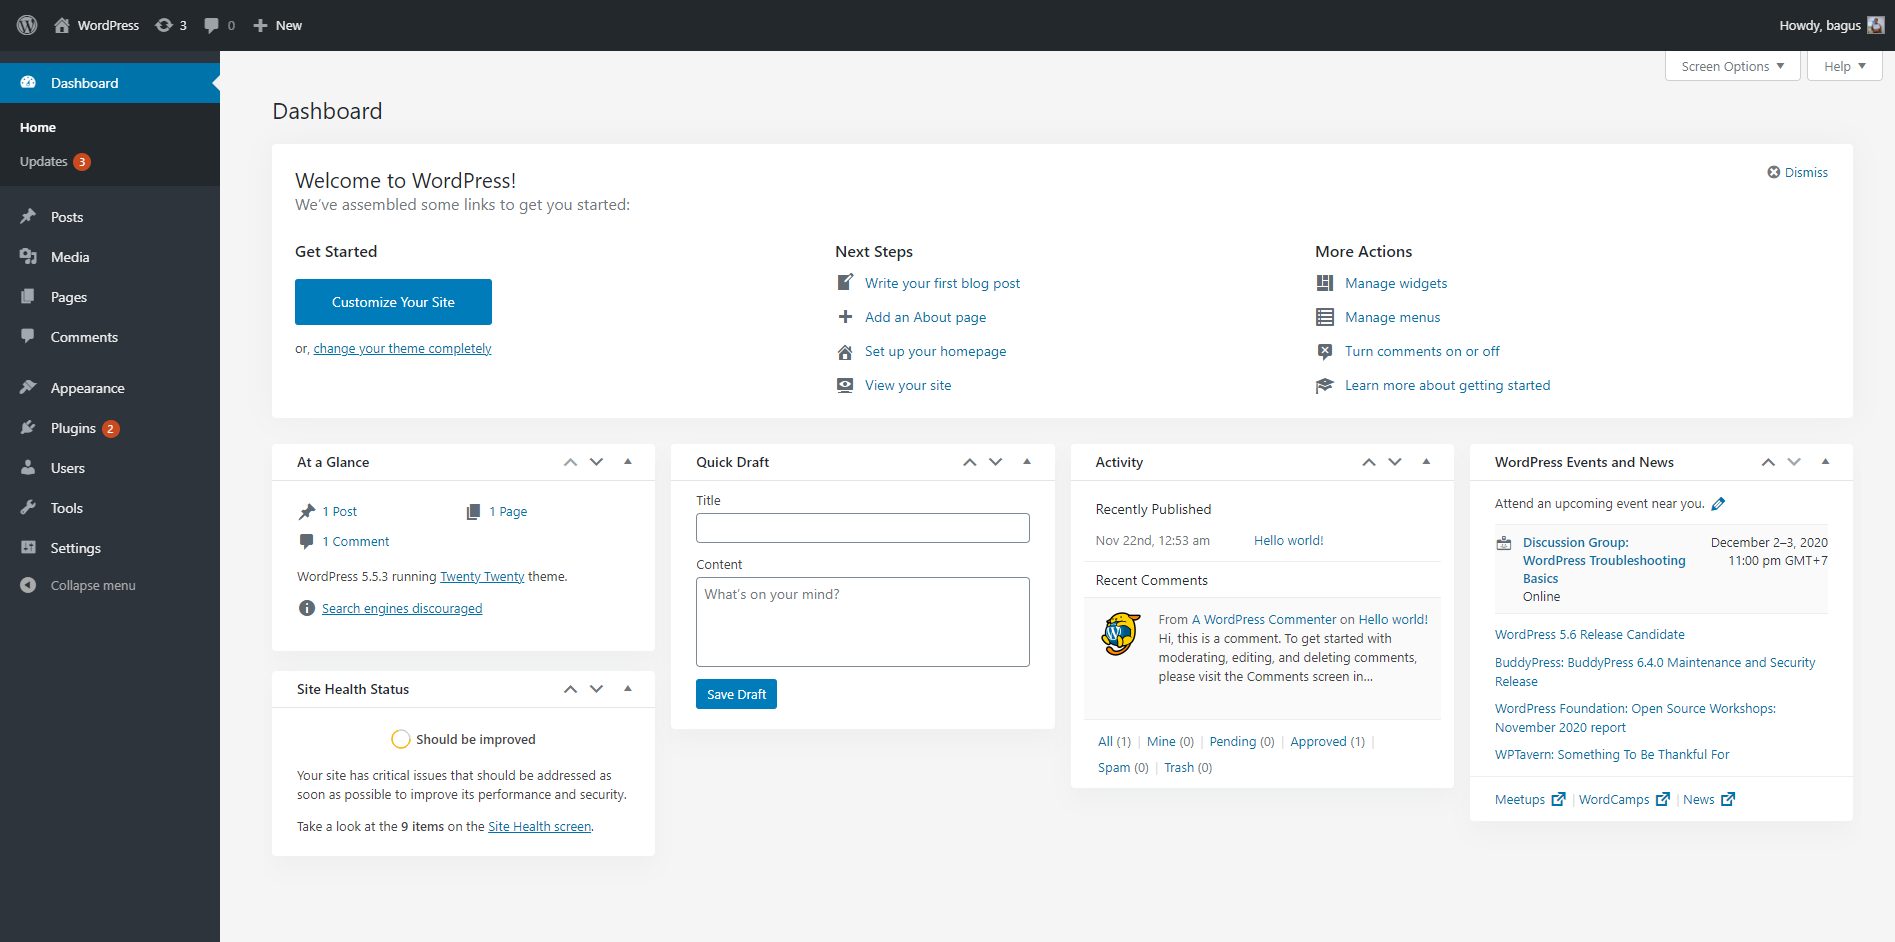 WordPress 3 0 New Howdy, bagus
Dashboard
Home
Updates 3
Posts
Media
Pages
Comments
Appearance
Plugins 2
Users
Tools
Settings
Collapse menu
Screen Options Help
Dashboard
Welcome to WordPress!
We've assembled some links to get you started:
Dismiss
Get Started
Customize Your Site
or, change your theme completely
Next Steps
Write your first blog post
Add an About page
Set up your homepage
View your site
More Actions
Manage widgets
Manage menus
Turn comments on or off
Learn more about getting started
At a Glance
1 Post 1 Page
1 Comment
WordPress 5.5.3 running Twenty Twenty theme.
Search engines discouraged
Site Health Status
Should be improved
Your site has critical issues that should be addressed as
soon as possible to improve its performance and security.
Take a look at the 9 items on the Site Health screen.
Quick Draft
Title
Content
What's on your mind?
Save Draft
Activity
Recently Published
Nov 22nd, 12:53 am Hello world!
Recent Comments
From A WordPress Commenter on Hello world!
Hi, this is a comment. To get started with
moderating, editing, and deleting comments,
please visit the Comments screen in...
All (1) | Mine (0) | Pending (0) | Approved (1) |
Spam (0) | Trash (0)
WordPress Events and News
Attend an upcoming event near you.
Discussion Group: December 2–3, 2020
WordPress Troubleshooting 11:00 pm GMT+7
Basics
Online
WordPress 5.6 Release Candidate
BuddyPress: BuddyPress 6.4.0 Maintenance and Security
Release
WordPress Foundation: Open Source Workshops:
November 2020 report
WPTavern: Something To Be Thankful For
Meetups | WordCamps | News